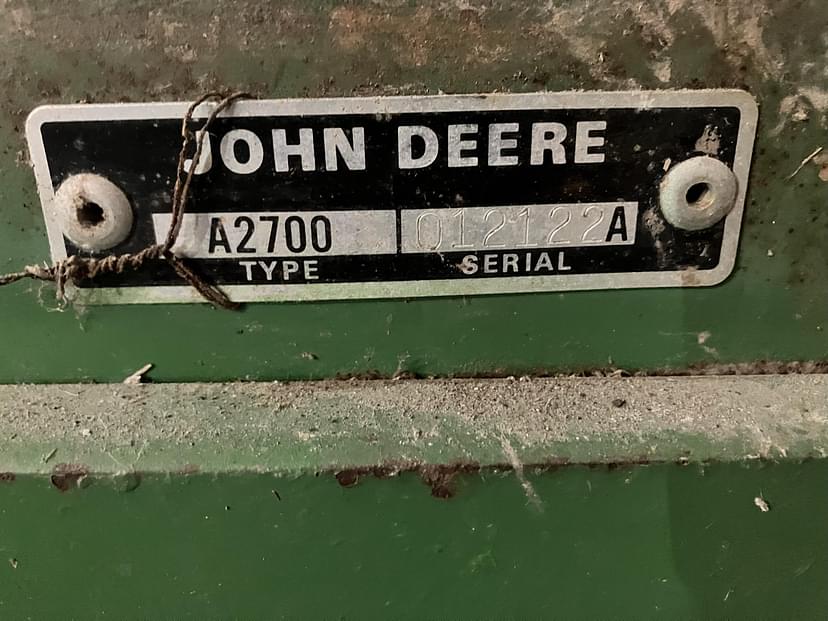 JOHN DEERE
A2700 012122A
TYPE SERIAL